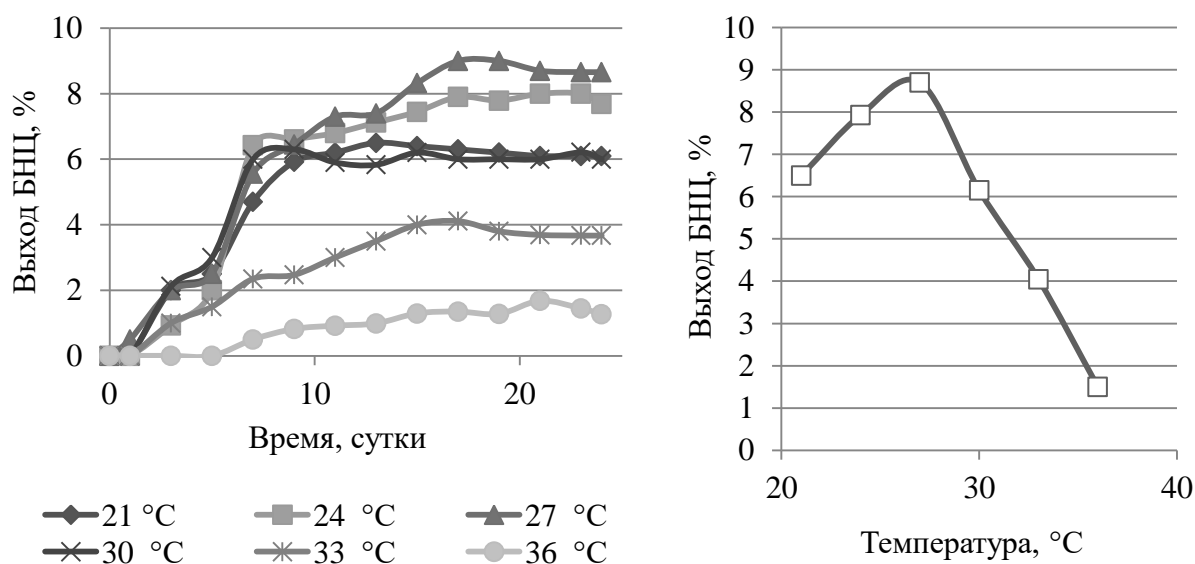 Выход БНЦ, %
10
8
6
4
2
0
0 10 20
Время, сутки
21 °C 24 °C 27 °C
30 °C 33 °C 36 °C
Выход БНЦ, %
10
9
8
7
6
5
4
3
2
1
0
20 30 40
Температура, °C